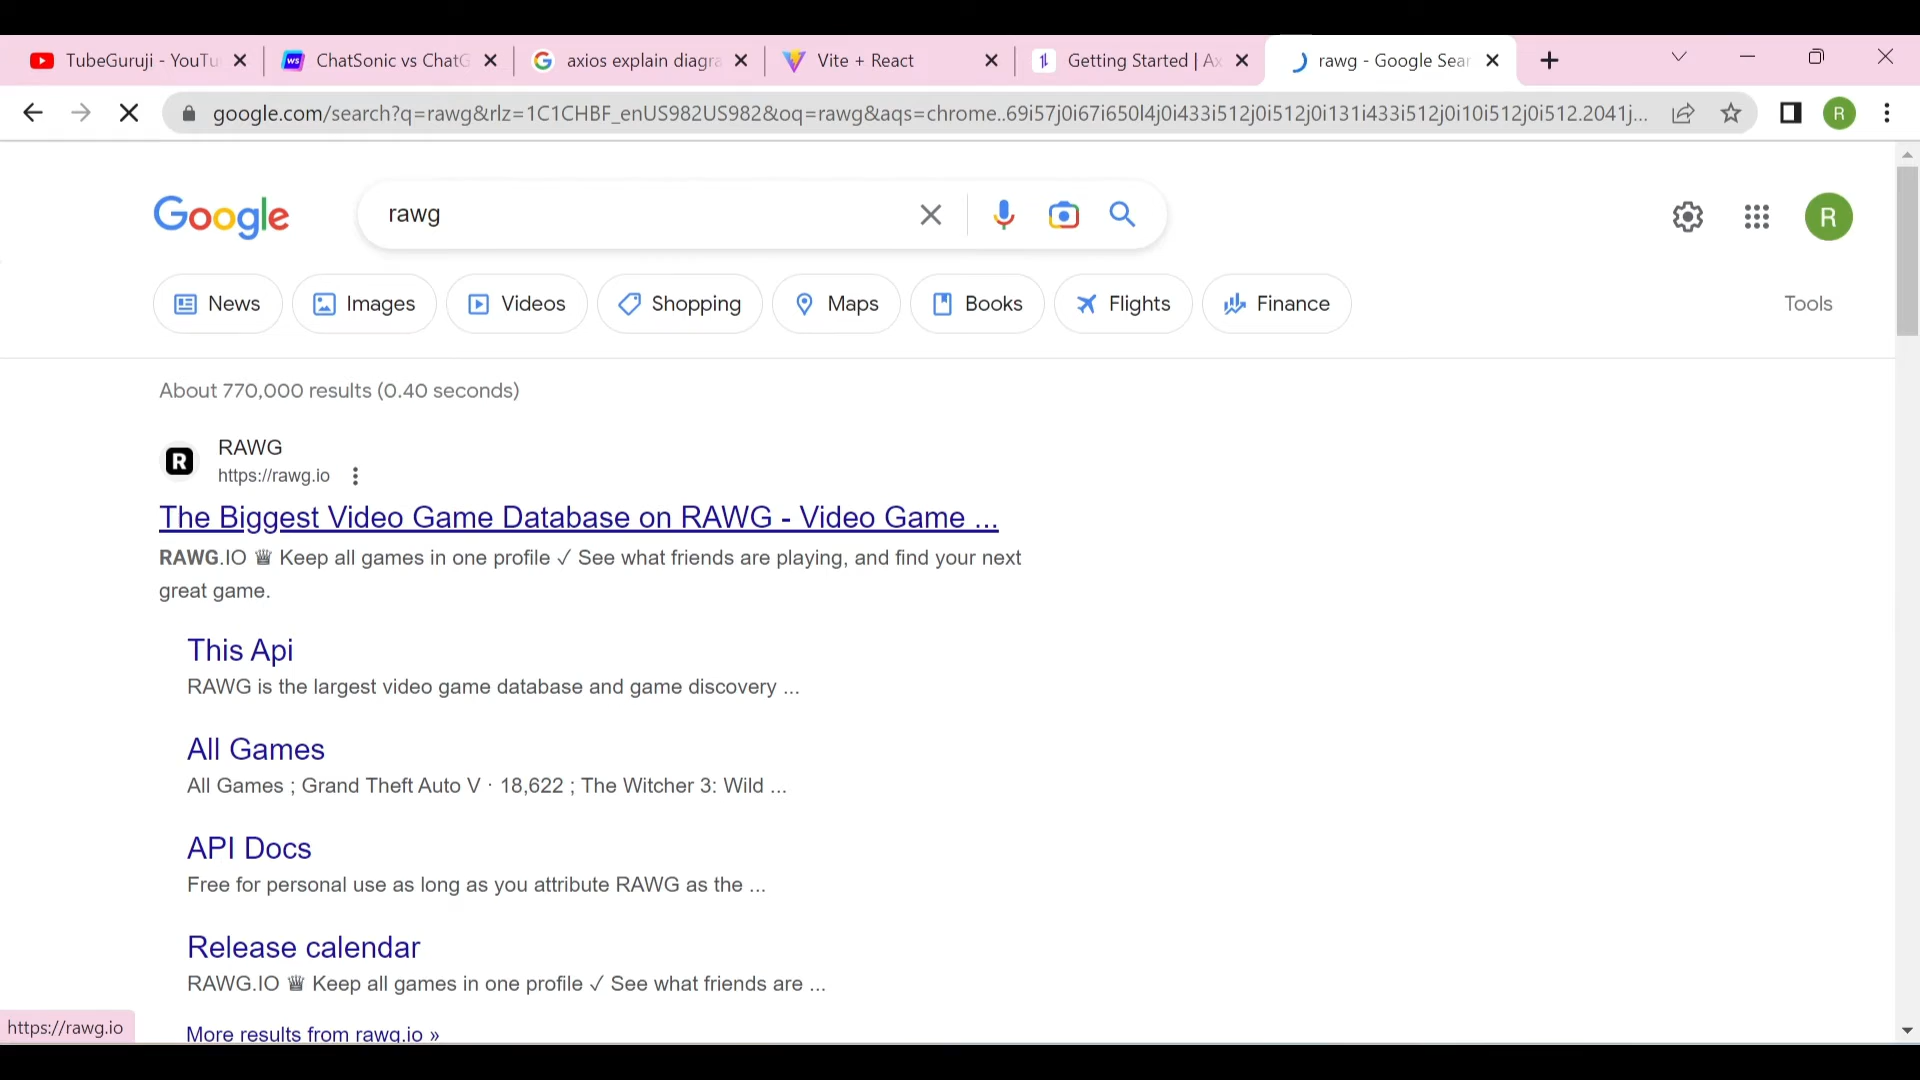 TubeGuruji - YouTu
ChatSonic vs ChatG
axios explain diagra
Vite + React
Getting Started | Ax
rawg - Google Sear
google.com/search?q=rawg&rlz=1C1CHBF_enUS982US982&oq=rawg&aqs=chrome..69i57j0i67i650l4j0i433i512j0i512j0i131i433i512j0i10i512j0i512.2041j...
R
Google
rawg
R
News
Images
Videos
Shopping
Maps
Books
Flights
Finance
Tools
About 770,000 results (0.40 seconds)
R
RAWG
https://rawg.io
The Biggest Video Game Database on RAWG - Video Game ...
RAWG.IO ♛ Keep all games in one profile ✓ See what friends are playing, and find your next
great game.
This Api
RAWG is the largest video game database and game discovery ...
All Games
All Games ; Grand Theft Auto V · 18,622 ; The Witcher 3: Wild ...
API Docs
Free for personal use as long as you attribute RAWG as the ...
Release calendar
RAWG.IO ♛ Keep all games in one profile ✓ See what friends are ...
More results from rawg.io »
https://rawg.io